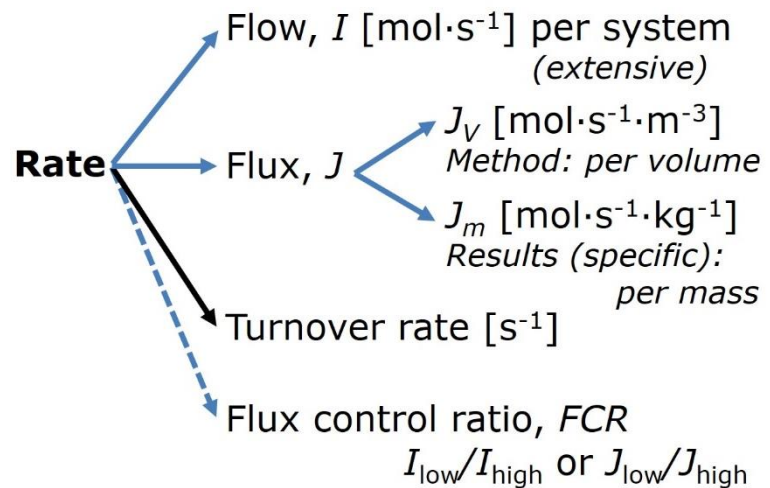 Flow, I [mol·s⁻¹] per system
(extensive)
Rate
Flux, J
J_V [mol·s⁻¹·m⁻³]
Method: per volume
J_m [mol·s⁻¹·kg⁻¹]
Results (specific):
per mass
Turnover rate [s⁻¹]
Flux control ratio, FCR
I_low/I_high or J_low/J_high